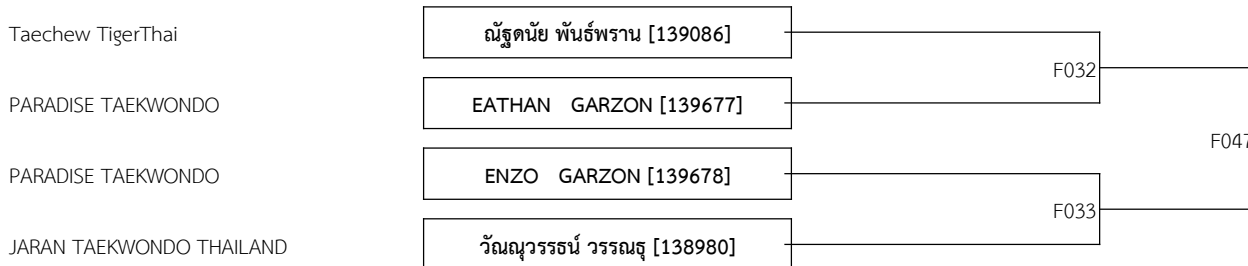 Taechew TigerThai ณัฐดนัย พันธ์พราน [139086]
F032
PARADISE TAEKWONDO EATHAN GARZON [139677]
F047
PARADISE TAEKWONDO ENZO GARZON [139678]
F033
JARAN TAEKWONDO THAILAND วัณณุวรรธน์ วรรณธุ [138980]